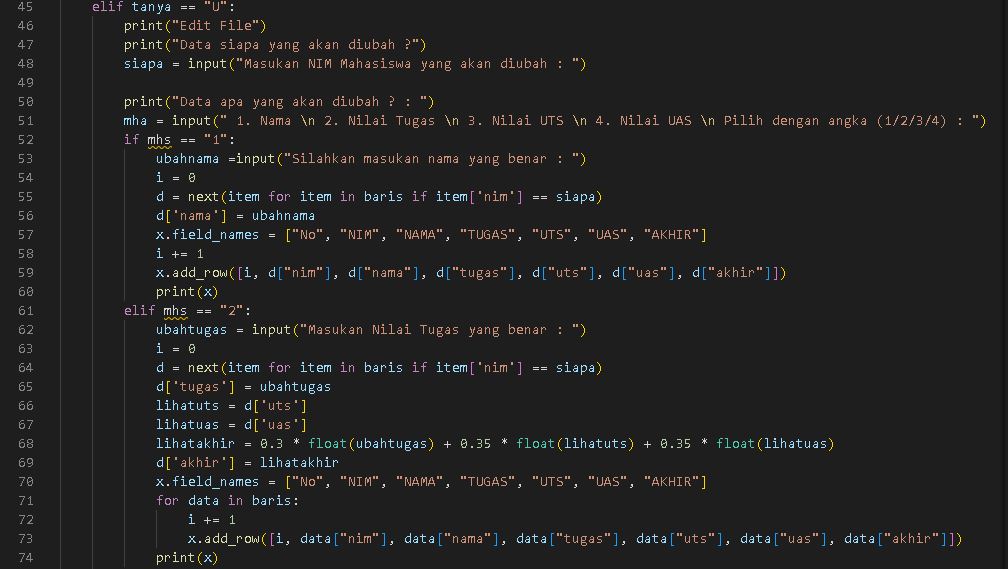 45 elif tanya == "U":
46 print("Edit File")
47 print("Data siapa yang akan diubah ?")
48 siapa = input("Masukan NIM Mahasiswa yang akan diubah : ")
49
50 print("Data apa yang akan diubah ? : ")
51 mha = input(" 1. Nama \n 2. Nilai Tugas \n 3. Nilai UTS \n 4. Nilai UAS \n Pilih dengan angka (1/2/3/4) : ")
52 if mhs == "1":
53 ubahnama =input("Silahkan masukan nama yang benar : ")
54 i = 0
55 d = next(item for item in baris if item['nim'] == siapa)
56 d['nama'] = ubahnama
57 x.field_names = ["No", "NIM", "NAMA", "TUGAS", "UTS", "UAS", "AKHIR"]
58 i += 1
59 x.add_row([i, d["nim"], d["nama"], d["tugas"], d["uts"], d["uas"], d["akhir"]])
60 print(x)
61 elif mhs == "2":
62 ubahtugas = input("Masukan Nilai Tugas yang benar : ")
63 i = 0
64 d = next(item for item in baris if item['nim'] == siapa)
65 d['tugas'] = ubahtugas
66 lihatuts = d['uts']
67 lihatuas = d['uas']
68 lihatakhir = 0.3 * float(ubahtugas) + 0.35 * float(lihatuts) + 0.35 * float(lihatuas)
69 d['akhir'] = lihatakhir
70 x.field_names = ["No", "NIM", "NAMA", "TUGAS", "UTS", "UAS", "AKHIR"]
71 for data in baris:
72 i += 1
73 x.add_row([i, data["nim"], data["nama"], data["tugas"], data["uts"], data["uas"], data["akhir"]])
74 print(x)